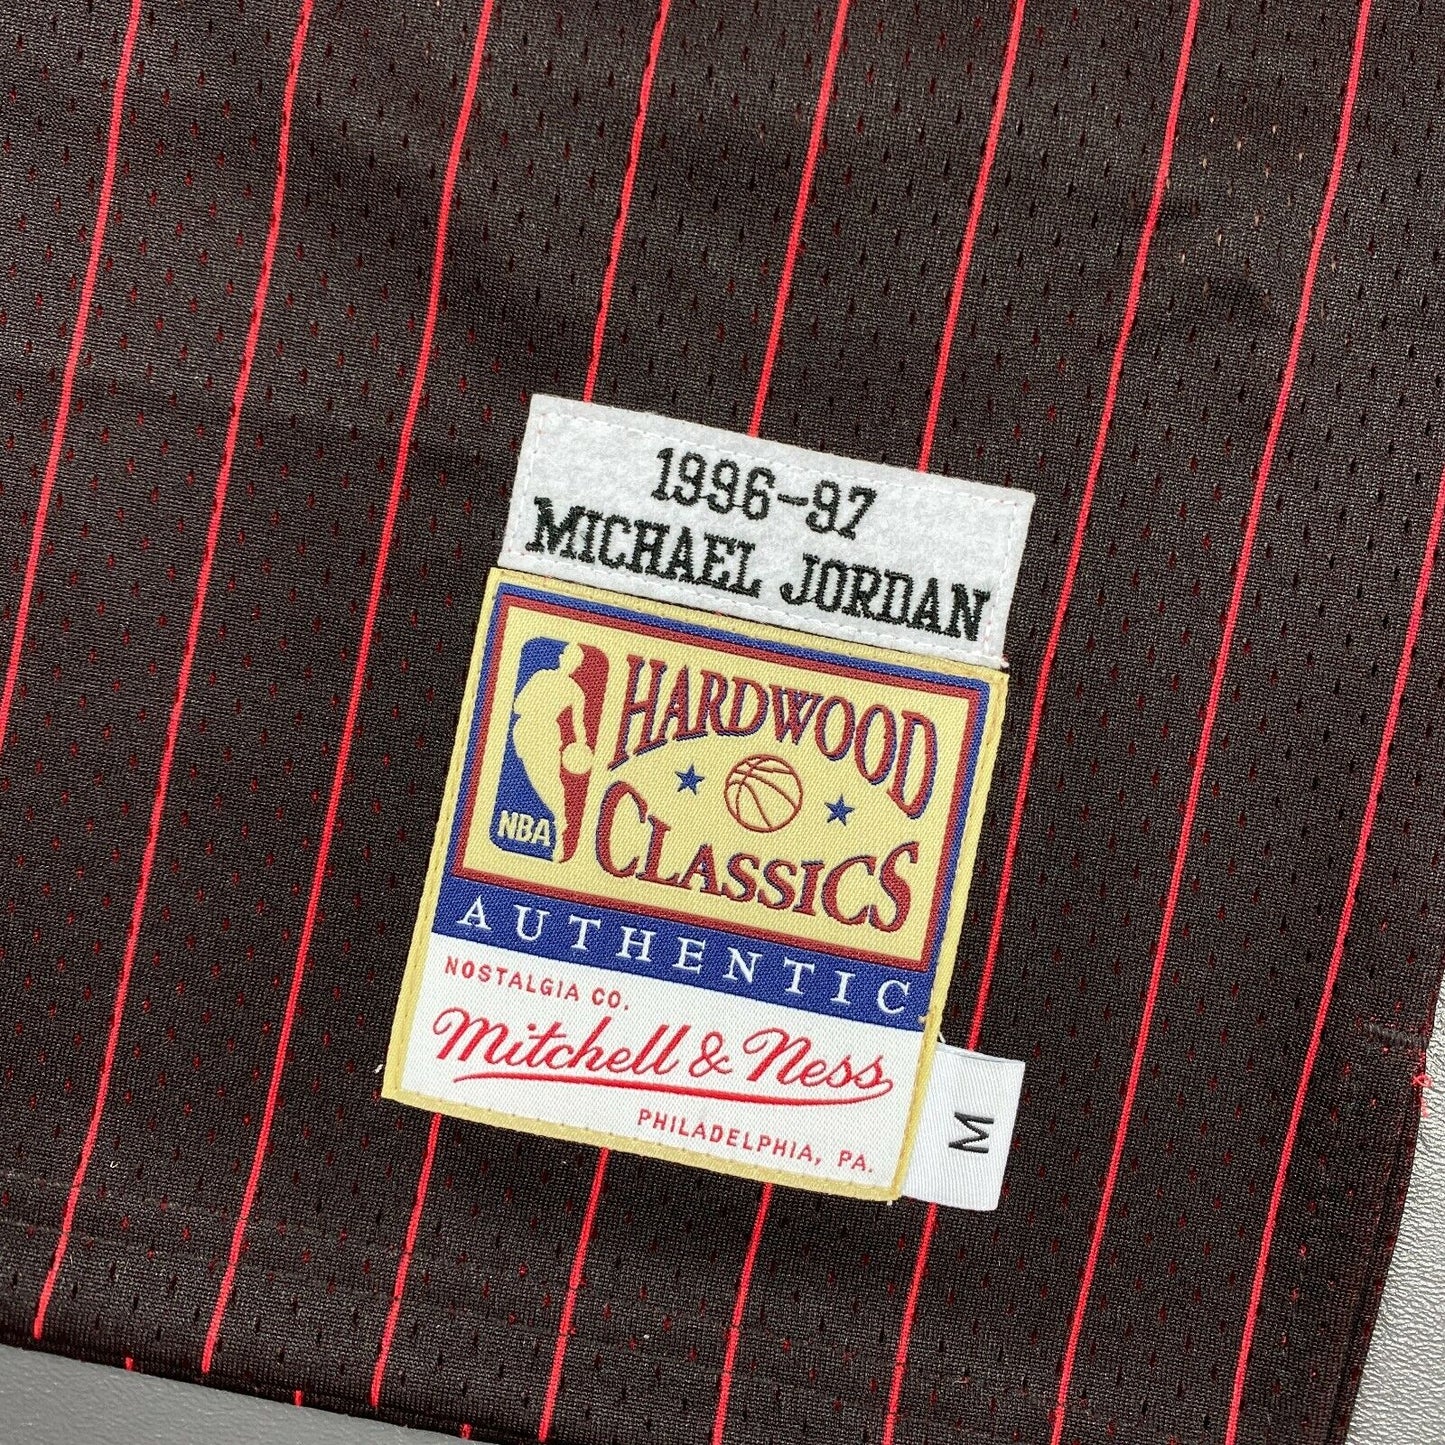 1996-97
MICHAEL JORDAN
HARDWOOD
CLASSICS
NBA
AUTHENTIC
NOSTALGIA CO.
Mitchell & Ness
PHILADELPHIA, PA.
M